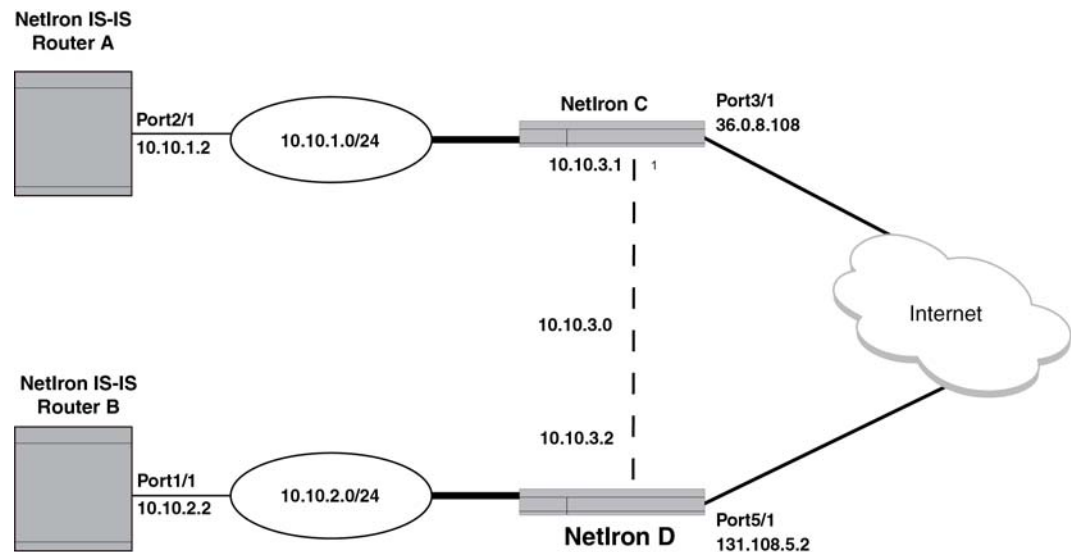 NetIron IS-IS
Router A
Port2/1
10.10.1.2
10.10.1.0/24
NetIron C
10.10.3.1
1
Port3/1
36.0.8.108
10.10.3.0
Internet
NetIron IS-IS
Router B
Port1/1
10.10.2.2
10.10.2.0/24
10.10.3.2
NetIron D
Port5/1
131.108.5.2